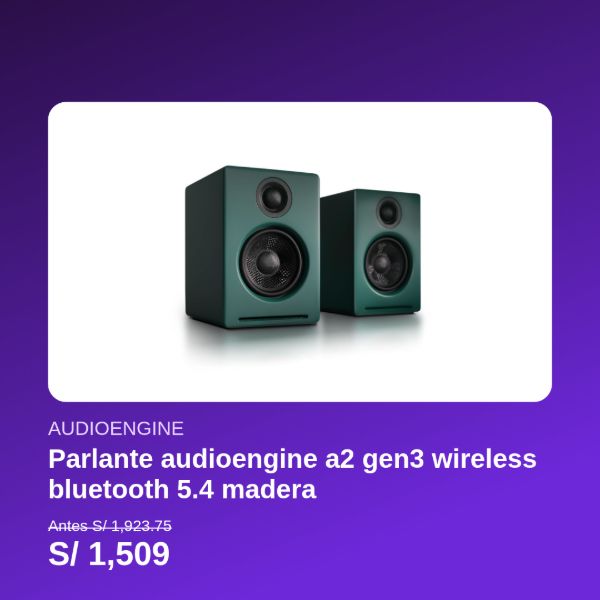 AUDIOENGINE
Parlante audioengine a2 gen3 wireless
bluetooth 5.4 madera
Antes S/ 1,923.75
S/ 1,509